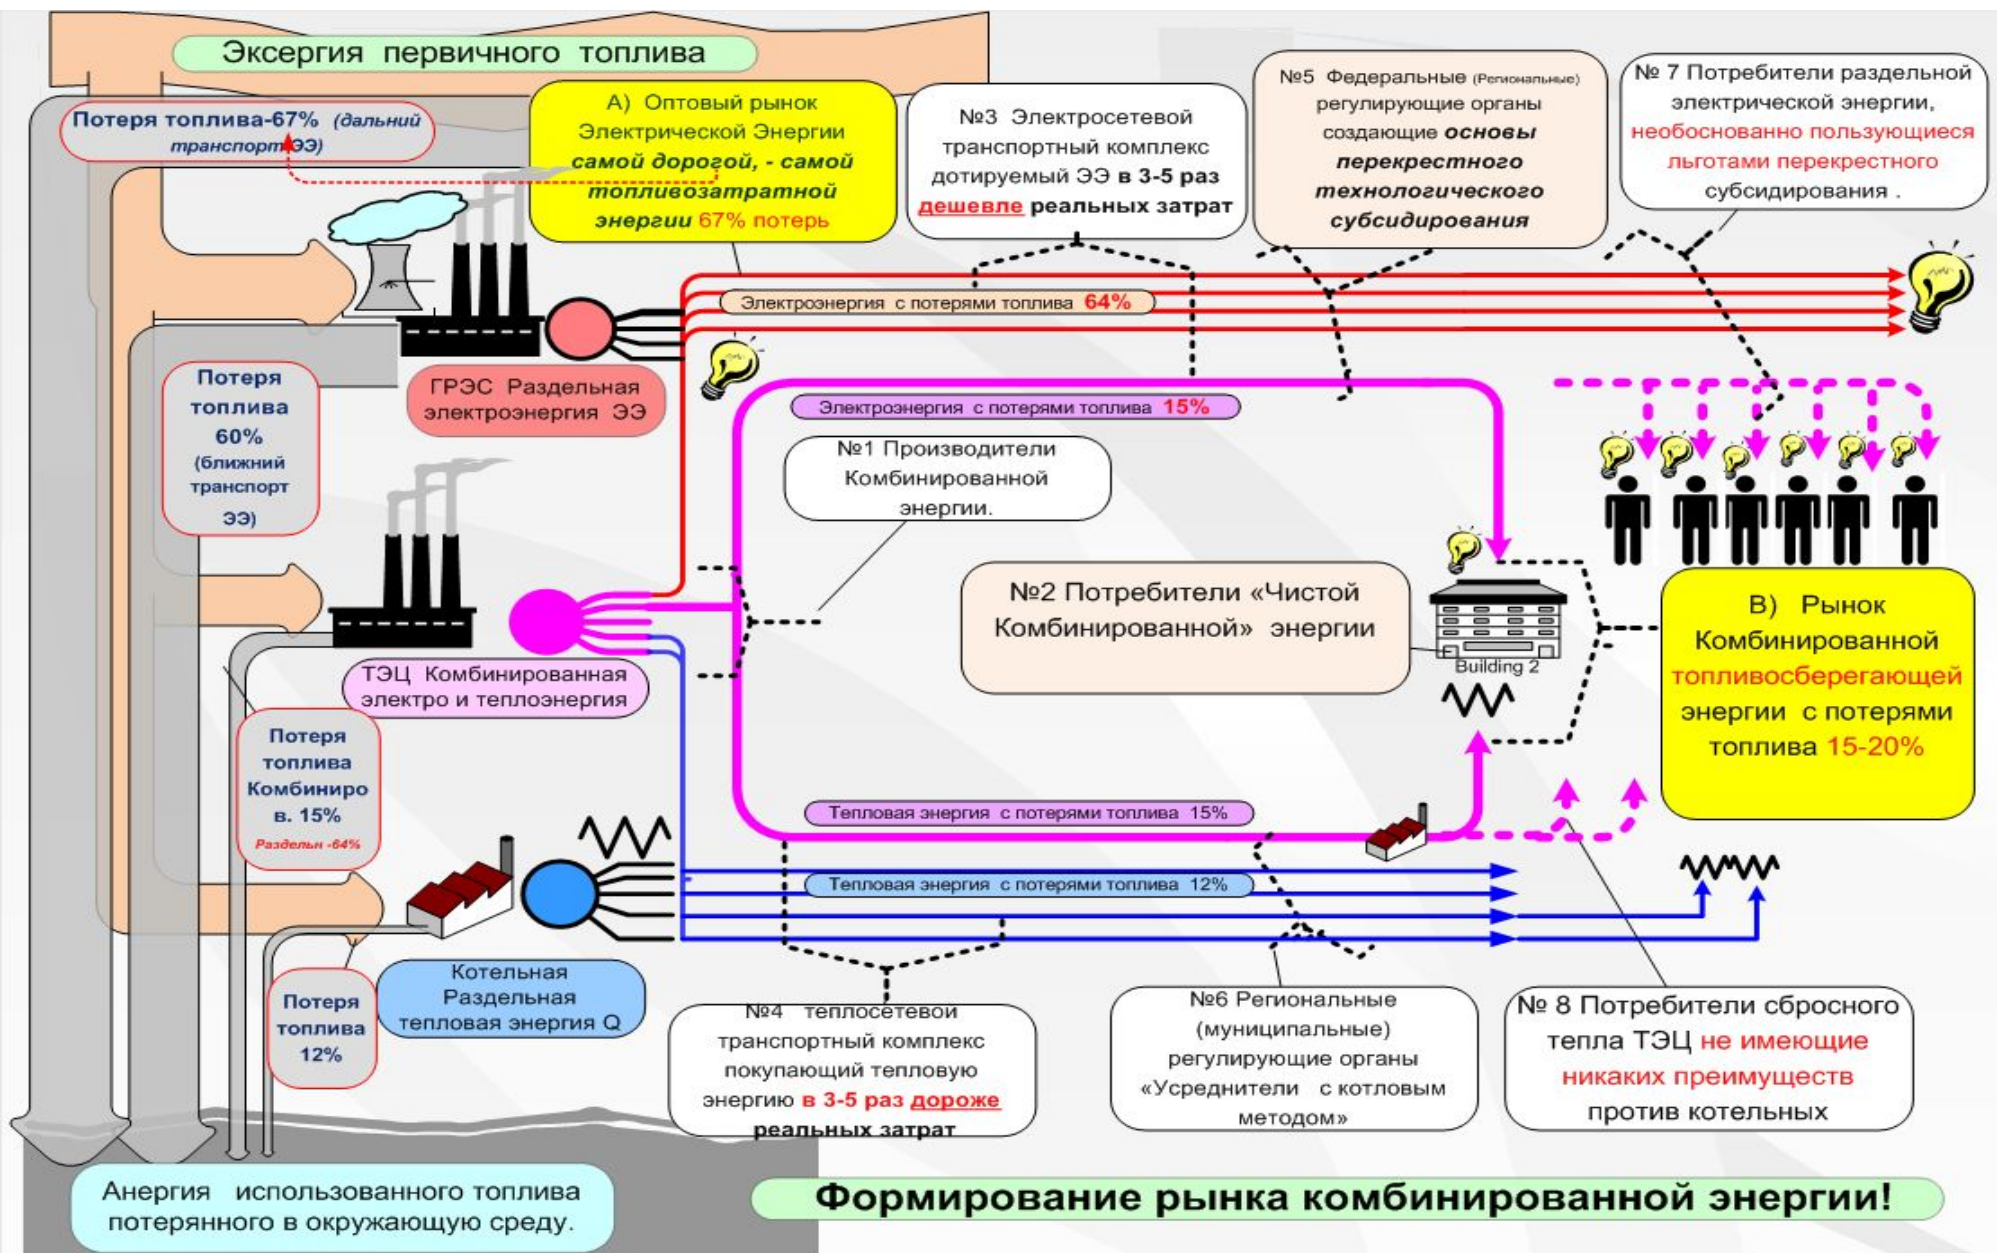 Эксергия первичного топлива
Потеря топлива-67% (дальний
транспорт ЭЭ)
А) Оптовый рынок
Электрической Энергии
самой дорогой, - самой
топливозатратной
энергии 67% потерь
№3 Электросетевой
транспортный комплекс
дотируемый ЭЭ в 3-5 раз
дешевле реальных затрат
№5 Федеральные (Региональные)
регулирующие органы
создающие основы
перекрестного
технологического
субсидирования
№ 7 Потребители раздельной
электрической энергии,
необоснованно пользующиеся
льготами перекрестного
субсидирования .
Электроэнергия с потерями топлива 64%
ГРЭС Раздельная
электроэнергия ЭЭ
Потеря
топлива
60%
(ближний
транспорт
ЭЭ)
Электроэнергия с потерями топлива 15%
№1 Производители
Комбинированной
энергии.
№2 Потребители «Чистой
Комбинированной» энергии
Building 2
В) Рынок
Комбинированной
топливосберегающей
энергии с потерями
топлива 15-20%
ТЭЦ Комбинированная
электро и теплоэнергия
Потеря
топлива
Комбиниро
в. 15%
Раздельн -64%
Тепловая энергия с потерями топлива 15%
Тепловая энергия с потерями топлива 12%
Котельная
Раздельная
тепловая энергия Q
Потеря
топлива
12%
№4 теплосетевой
транспортный комплекс
покупающий тепловую
энергию в 3-5 раз дороже
реальных затрат
№6 Региональные
(муниципальные)
регулирующие органы
«Усреднители с котловым
методом»
№ 8 Потребители сбросного
тепла ТЭЦ не имеющие
никаких преимуществ
против котельных
Анергия использованного топлива
потерянного в окружающую среду.
Формирование рынка комбинированной энергии!